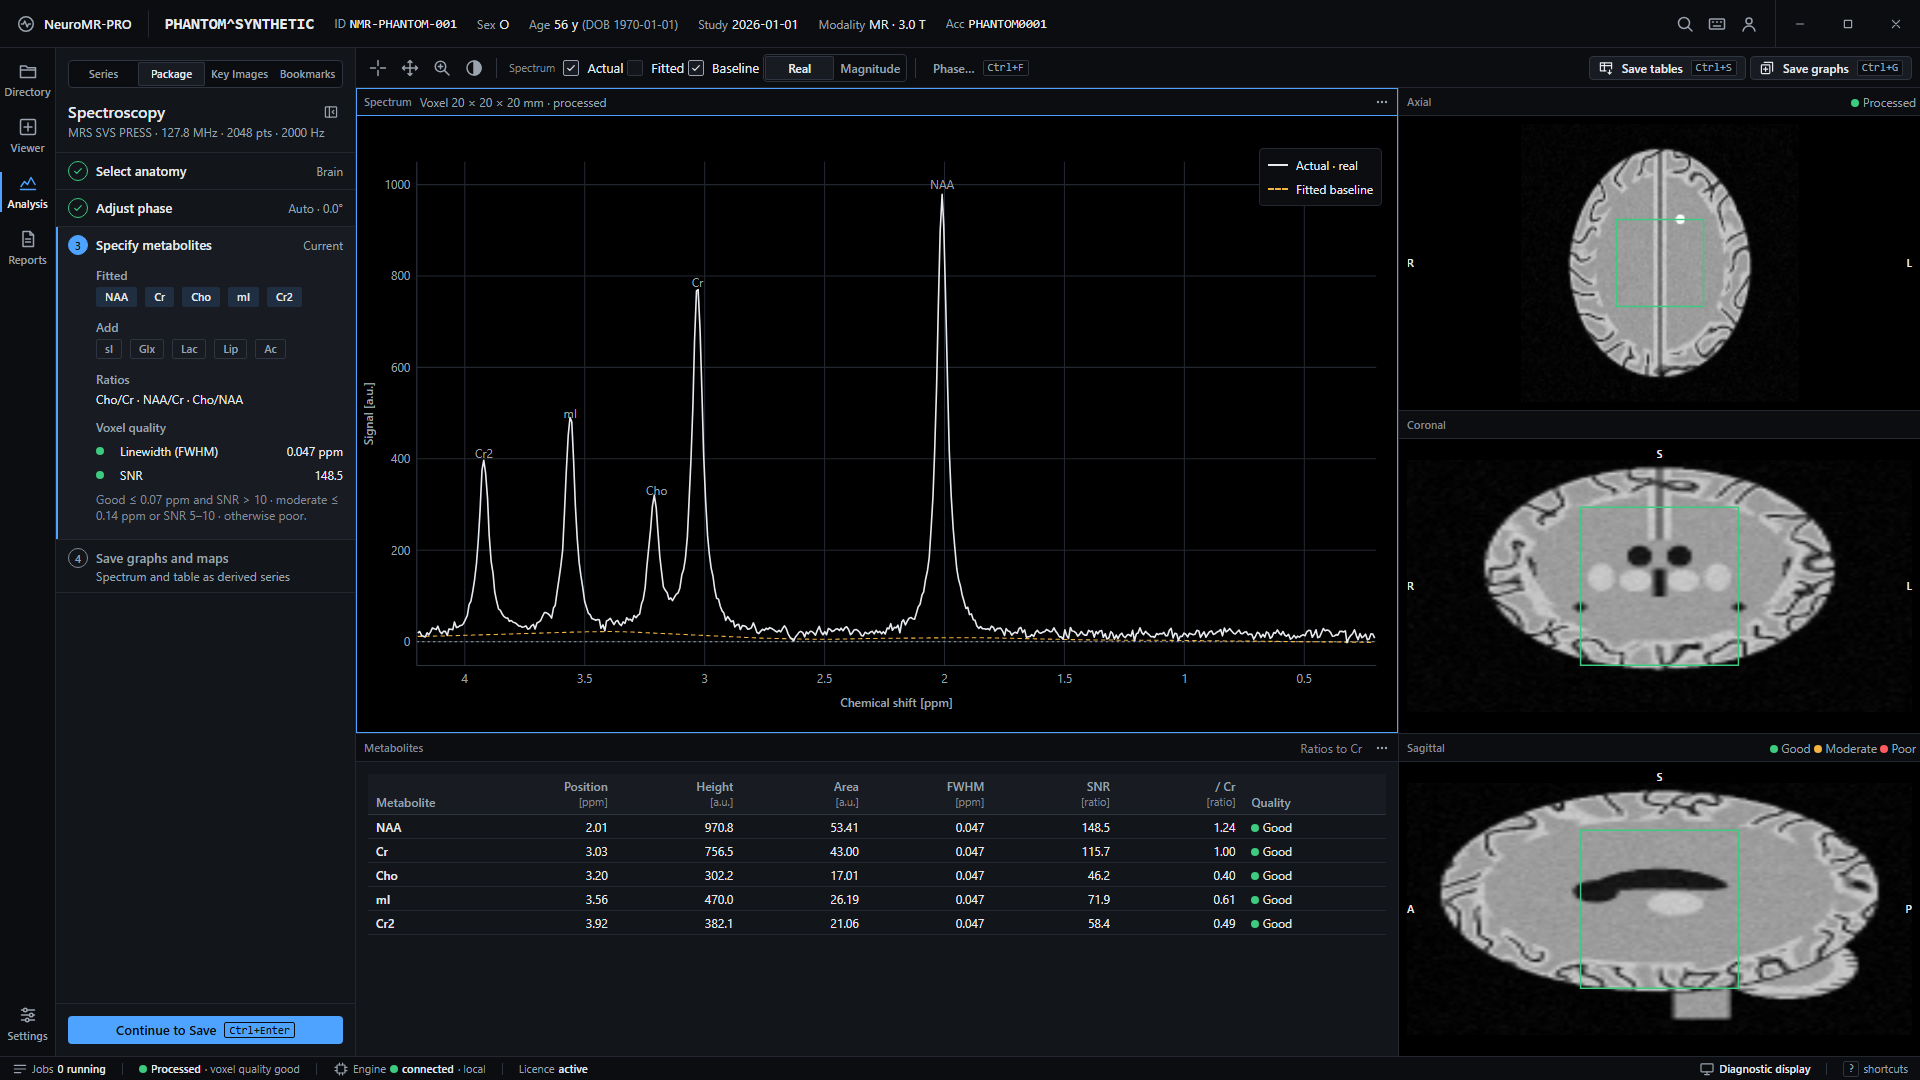 NeuroMR-PRO
PHANTOM^SYNTHETIC ID NMR-PHANTOM-001 Sex O Age 56 y (DOB 1970-01-01) Study 2026-01-01 Modality MR · 3.0 T Acc PHANTOM0001
Directory
Viewer
Analysis
Reports
Settings
Series Package Key Images Bookmarks
Spectroscopy
MRS SVS PRESS · 127.8 MHz · 2048 pts · 2000 Hz
Select anatomy Brain
Adjust phase Auto · 0.0°
3 Specify metabolites Current
Fitted
NAA Cr Cho mI Cr2
Add
sI Glx Lac Lip Ac
Ratios
Cho/Cr · NAA/Cr · Cho/NAA
Voxel quality
Linewidth (FWHM) 0.047 ppm
SNR 148.5
Good ≤ 0.07 ppm and SNR > 10 · moderate ≤
0.14 ppm or SNR 5–10 · otherwise poor.
4 Save graphs and maps
Spectrum and table as derived series
Continue to Save Ctrl+Enter
Spectrum Actual Fitted Baseline Real Magnitude Phase... Ctrl+F
Save tables Ctrl+S Save graphs Ctrl+G
Spectrum Voxel 20 × 20 × 20 mm · processed
Actual · real
Fitted baseline
Signal [a.u.]
1000
800
600
400
200
0
Cr2
mI
Cho
Cr
NAA
4 3.5 3 2.5 2 1.5 1 0.5
Chemical shift [ppm]
Metabolites Ratios to Cr
Position Height Area FWHM SNR / Cr
Metabolite [ppm] [a.u.] [a.u.] [ppm] [ratio] [ratio] Quality
NAA 2.01 970.8 53.41 0.047 148.5 1.24 Good
Cr 3.03 756.5 43.00 0.047 115.7 1.00 Good
Cho 3.20 302.2 17.01 0.047 46.2 0.40 Good
mI 3.56 470.0 26.19 0.047 71.9 0.61 Good
Cr2 3.92 382.1 21.06 0.047 58.4 0.49 Good
Axial Processed
R L
Coronal
S
R L
Sagittal Good Moderate Poor
S
A P
Jobs 0 running Processed · voxel quality good Engine connected · local Licence active
Diagnostic display ? shortcuts